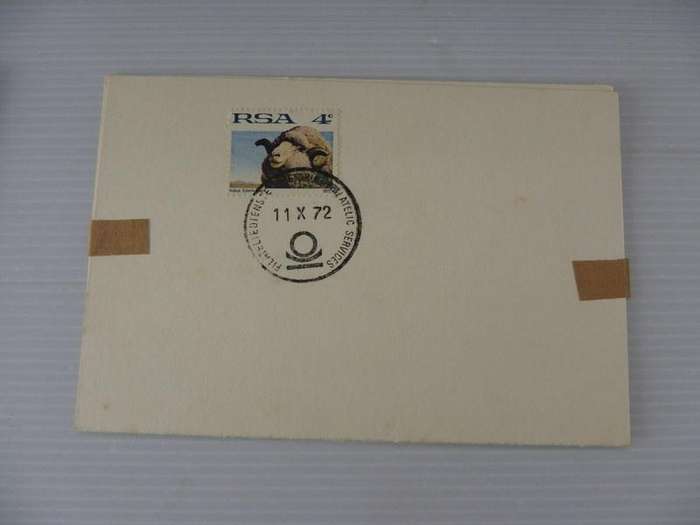 RSA 4c
11 X 72
FILATELIEDIENSTE
PHILATELIC SERVICES